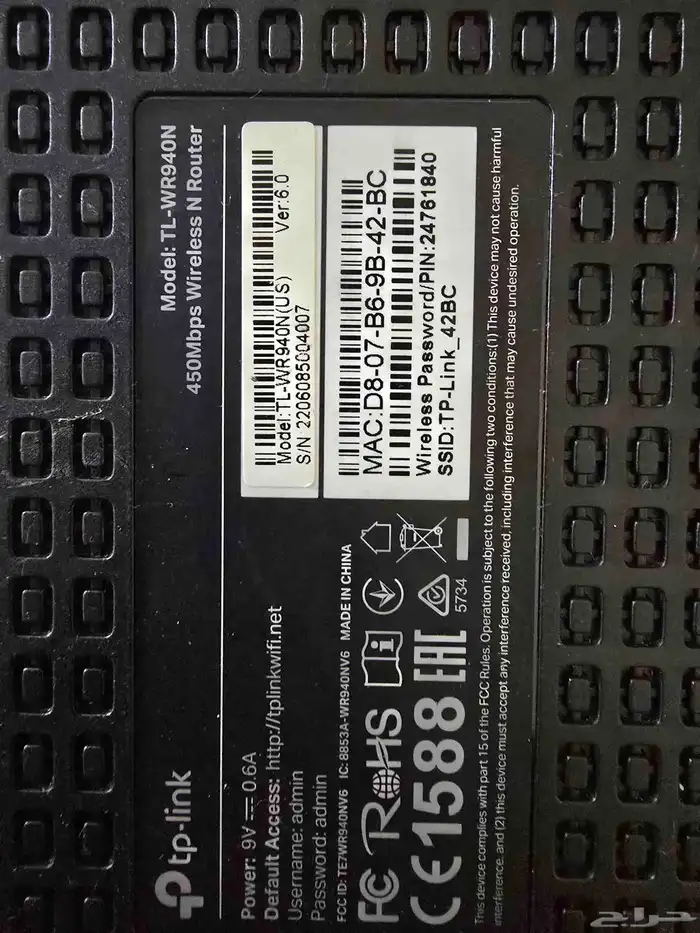 tp-link
Model: TL-WR940N
450Mbps Wireless N Router
Power: 9V ⎓ 0.6A
Default Access: http://tplinkwifi.net
Username: admin
Password: admin
FCC ID: TE7WR940NV6 IC: 8853A-WR940NV6 MADE IN CHINA
Model:TL-WR940N(US) Ver:6.0
S/N 2206085004007
MAC:D8-07-B6-9B-42-BC
Wireless Password/PIN:24761840
SSID:TP-Link_42BC
FC RoHS
CE1588 EAC
5734
This device complies with part 15 of the FCC Rules. Operation is subject to the following two conditions:(1) This device may not cause harmful
interference, and (2) this device must accept any interference received, including interference that may cause undesired operation.
حراج